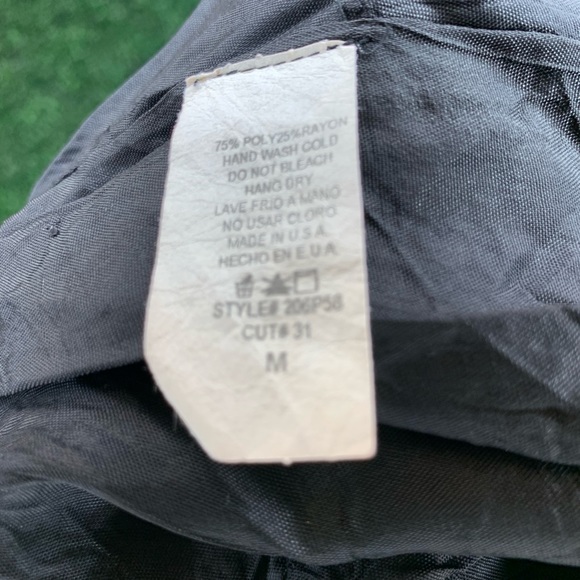 75% POLY25%RAYON
HAND WASH COLD
DO NOT BLEACH
HANG DRY
LAVE FRIO A MANO
NO USAR CLORO
MADE IN U.S.A.
HECHO EN E.U.A
STYLE# 206P58
CUT# 31
M